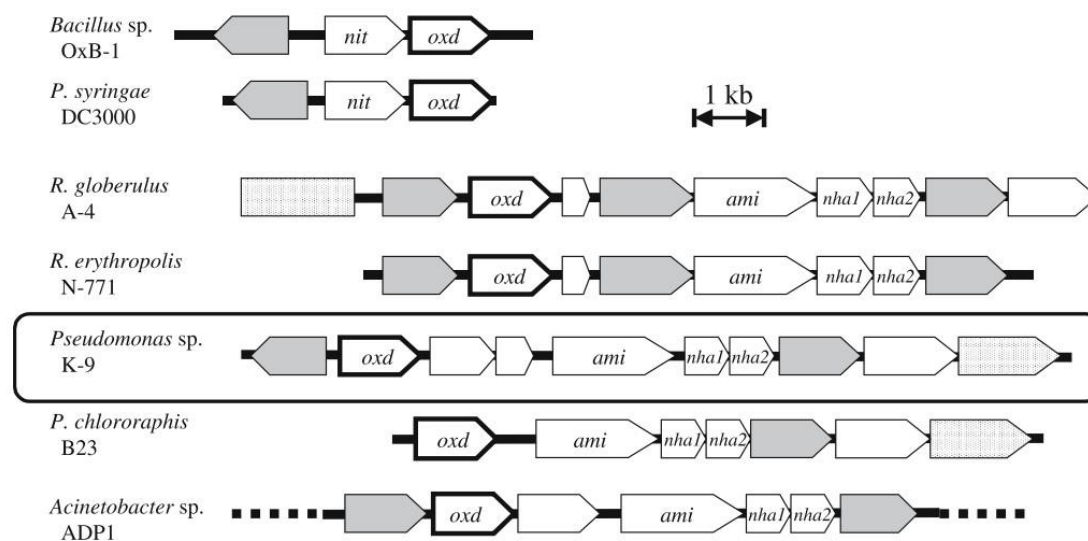 Bacillus sp.
OxB-1
nit oxd
P. syringae
DC3000
nit oxd
1 kb
R. globerulus
A-4
oxd ami nha1 nha2
R. erythropolis
N-771
oxd ami nha1 nha2
Pseudomonas sp.
K-9
oxd ami nha1 nha2
P. chlororaphis
B23
oxd ami nha1 nha2
Acinetobacter sp.
ADP1
oxd ami nha1 nha2